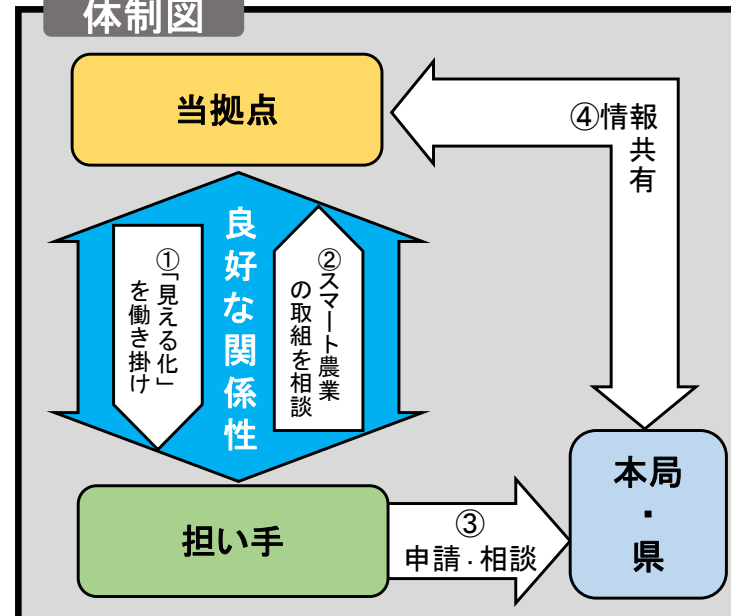 体制図
当拠点
④情報
共
有
①「見える化」
を働き掛け
良好な関係性
②スマート農業
の取組を相談
担い手
③
申請・相談
本局
・
県